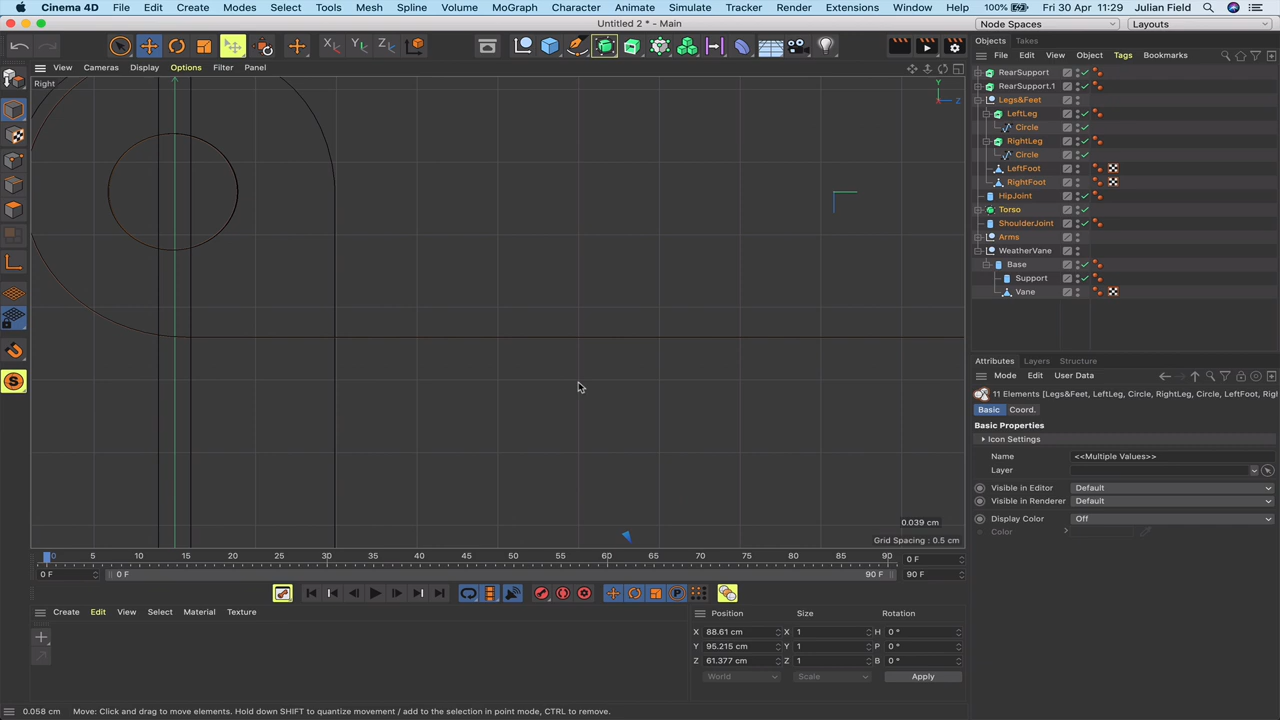 Cinema 4D File Edit Create Modes Select Tools Mesh Spline Volume MoGraph Character Animate Simulate Tracker Render Extensions Window Help 100% Fri 30 Apr 11:29 Julian Field
Untitled 2 * - Main
Node Spaces Layouts
Objects Takes
View Cameras Display Options Filter Panel
File Edit View Object Tags Bookmarks
Right
Y
Z
RearSupport
RearSupport.1
Legs&Feet
LeftLeg
Circle
RightLeg
Circle
LeftFoot
RightFoot
HipJoint
Torso
ShoulderJoint
Arms
WeatherVane
Base
Support
Vane
Attributes Layers Structure
Mode Edit User Data
11 Elements [Legs&Feet, LeftLeg, Circle, RightLeg, Circle, LeftFoot, Rig
Basic Coord.
Basic Properties
Icon Settings
Name <<Multiple Values>>
Layer
Visible in Editor Default
Visible in Renderer Default
Display Color Off
Color
0.039 cm
Grid Spacing : 0.5 cm
0 5 10 15 20 25 30 35 40 45 50 55 60 65 70 75 80 85 90 0 F
0 F 0 F 90 F 90 F
Create Edit View Select Material Texture
Position Size Rotation
X 88.61 cm X 1 H 0 °
Y 95.215 cm Y 1 P 0 °
Z 61.377 cm Z 1 B 0 °
World Scale Apply
0.058 cm Move: Click and drag to move elements. Hold down SHIFT to quantize movement / add to the selection in point mode, CTRL to remove.